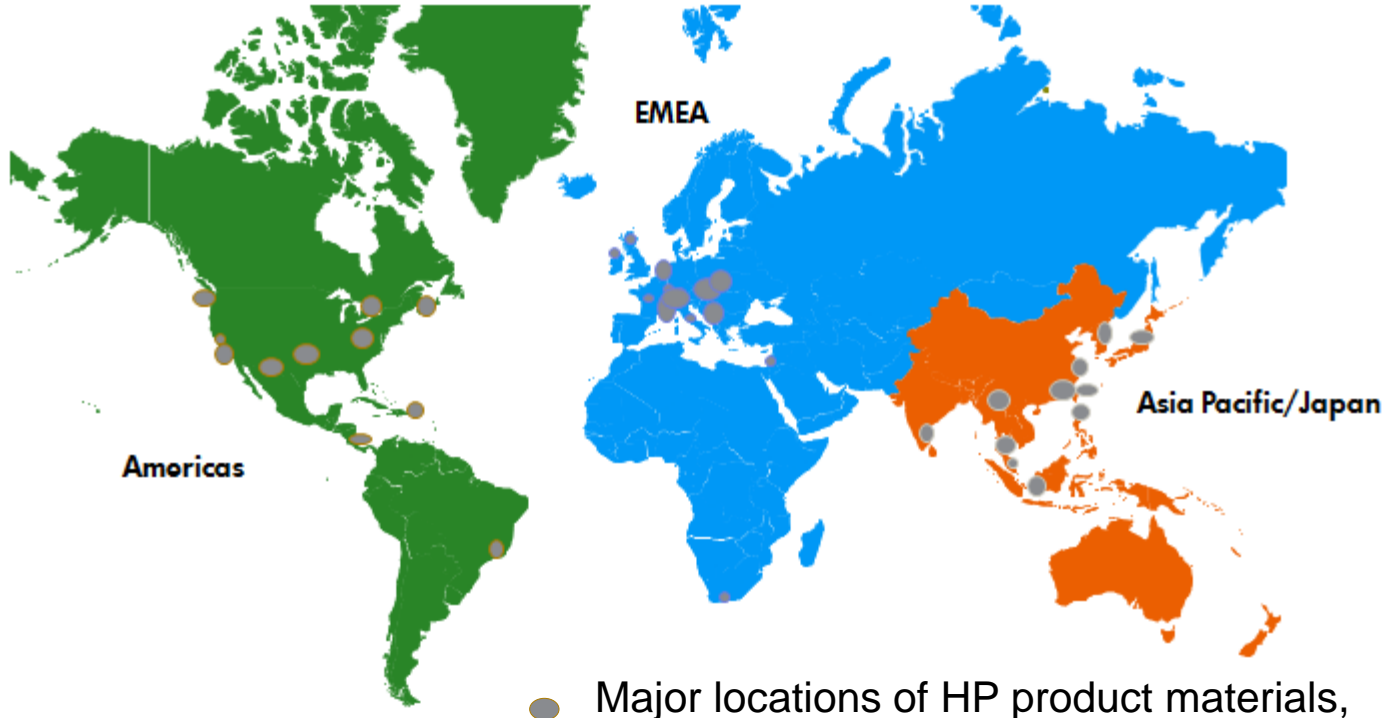 EMEA
Asia Pacific/Japan
Americas
Major locations of HP product materials,